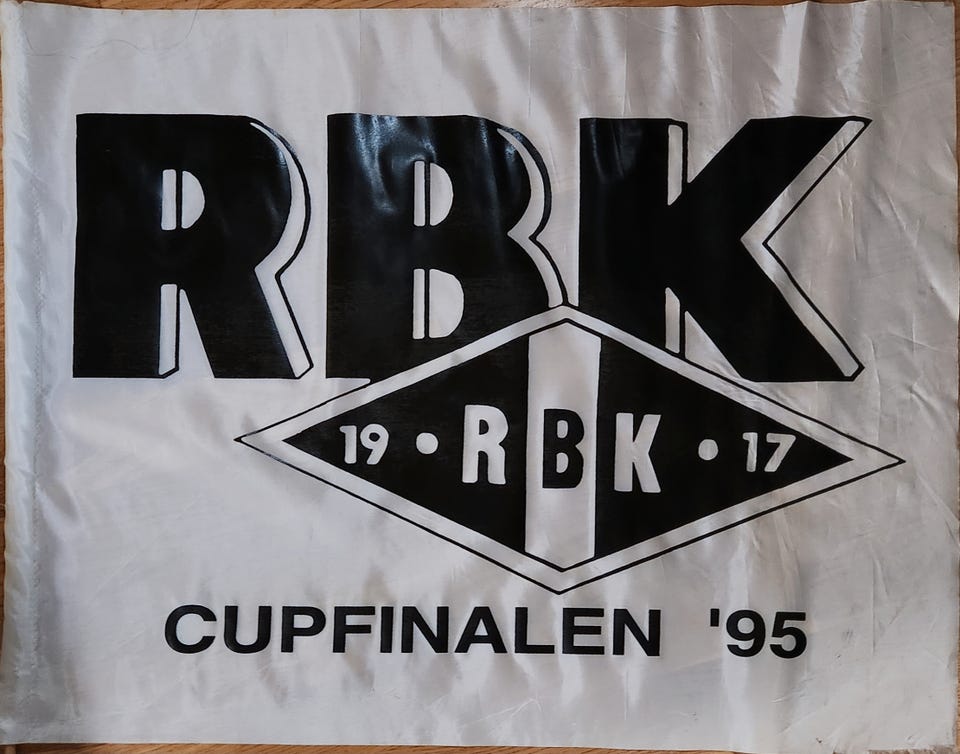 RBK
19 • RBK • 17
CUPFINALEN '95